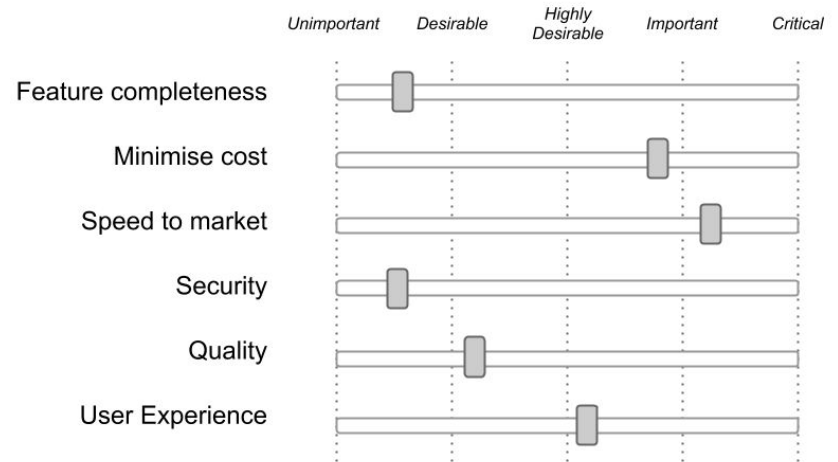 Unimportant
Desirable
Highly
Desirable
Important
Critical
Feature completeness
Minimise cost
Speed to market
Security
Quality
User Experience